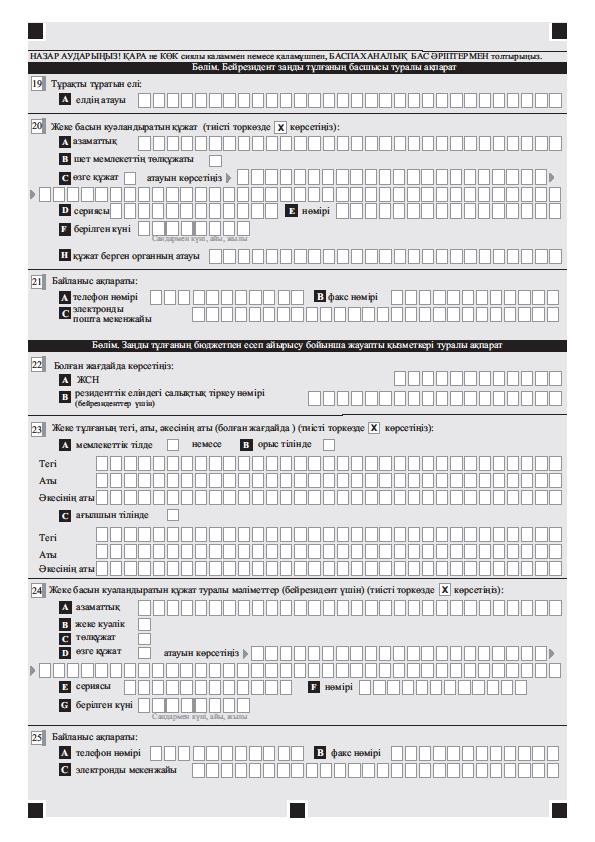 НАЗАР АУДАРЫҢЫЗ! ҚАРА не КӨК сиялы каламмен немесе қаламұшпен, БАСПАХАНАЛЫҚ БАС ӘРІПТЕРМЕН толтырыңыз.
Бөлім. Бейрезидент заңды тұлғаның басшысы туралы ақпарат
19 Тұрақты тұратын елі:
A елдің атауы
20 Жеке басын куәландыратын құжат (тиісті торкөзде X көрсетіңіз):
A азаматтық
B шет мемлекеттің төлқұжаты
C өзге құжат атауын көрсетіңіз
D сериясы E нөмірі
F берілген күні
Сандармен күні, айы, жылы
H құжат берген органның атауы
21 Байланыс ақпараты:
A телефон нөмірі B факс нөмірі
C электронды
пошта мекенжайы
Бөлім. Заңды тұлғаның бюджетпен есеп айырысу бойынша жауапты қызметкері туралы ақпарат
22 Болған жағдайда көрсетіңіз:
A ЖСН
B резиденттік еліндегі салықтық тіркеу нөмірі
(бейрезиденттер үшін)
23 Жеке тұлғаның тегі, аты, әкесінің аты (болған жағдайда ) (тиісті торкөзде X көрсетіңіз):
A мемлекеттік тілде немесе B орыс тілінде
Тегі
Аты
Әкесінің аты
C ағылшын тілінде
Тегі
Аты
Әкесінің аты
24 Жеке басын куәландыратын құжат туралы мәліметтер (бейрезидент үшін) (тиісті торкөзде X көрсетіңіз):
A азаматтық
B жеке куәлік
C төлқұжат
D өзге құжат атауын көрсетіңіз
E сериясы F нөмірі
G берілген күні
Сандармен күні, айы, жылы
25 Байланыс ақпараты:
A телефон нөмірі B факс нөмірі
C электронды мекенжайы